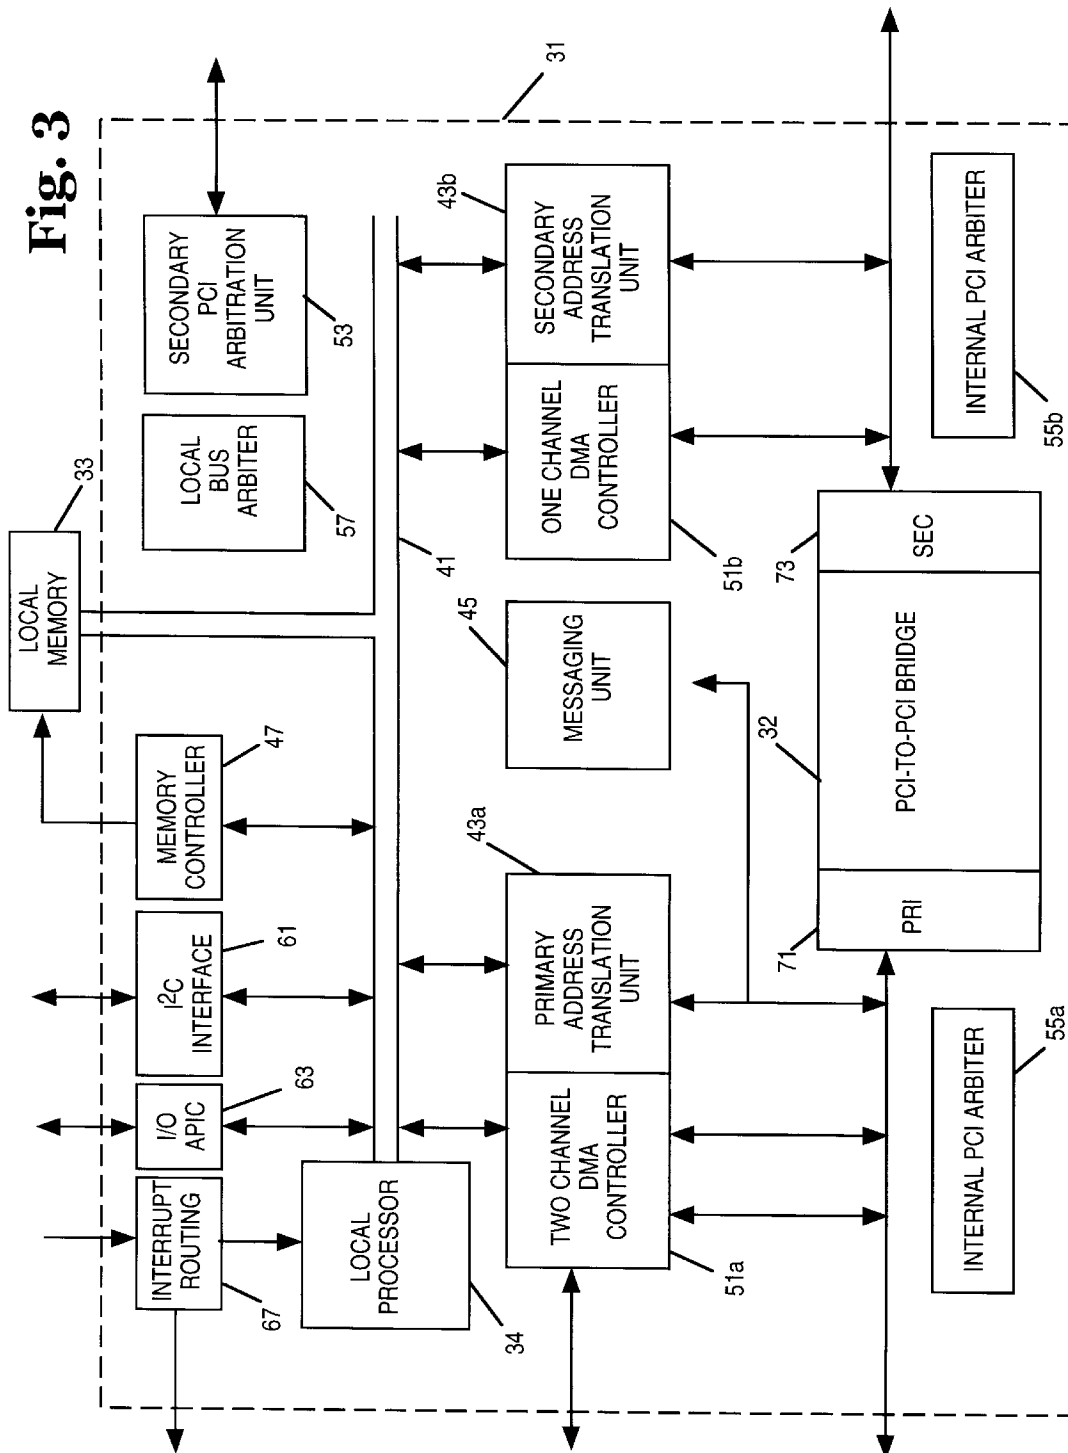 Fig. 3
31
LOCAL
MEMORY
33
INTERRUPT
ROUTING
67
I/O
APIC
63
I2C
INTERFACE
61
MEMORY
CONTROLLER
47
LOCAL
BUS
ARBITER
57
SECONDARY
PCI
ARBITRATION
UNIT
53
LOCAL
PROCESSOR
34
41
TWO CHANNEL
DMA
CONTROLLER
51a
PRIMARY
ADDRESS
TRANSLATION
UNIT
43a
MESSAGING
UNIT
45
ONE CHANNEL
DMA
CONTROLLER
51b
SECONDARY
ADDRESS
TRANSLATION
UNIT
43b
71
PRI
PCI-TO-PCI BRIDGE
32
SEC
73
INTERNAL PCI ARBITER
55a
INTERNAL PCI ARBITER
55b